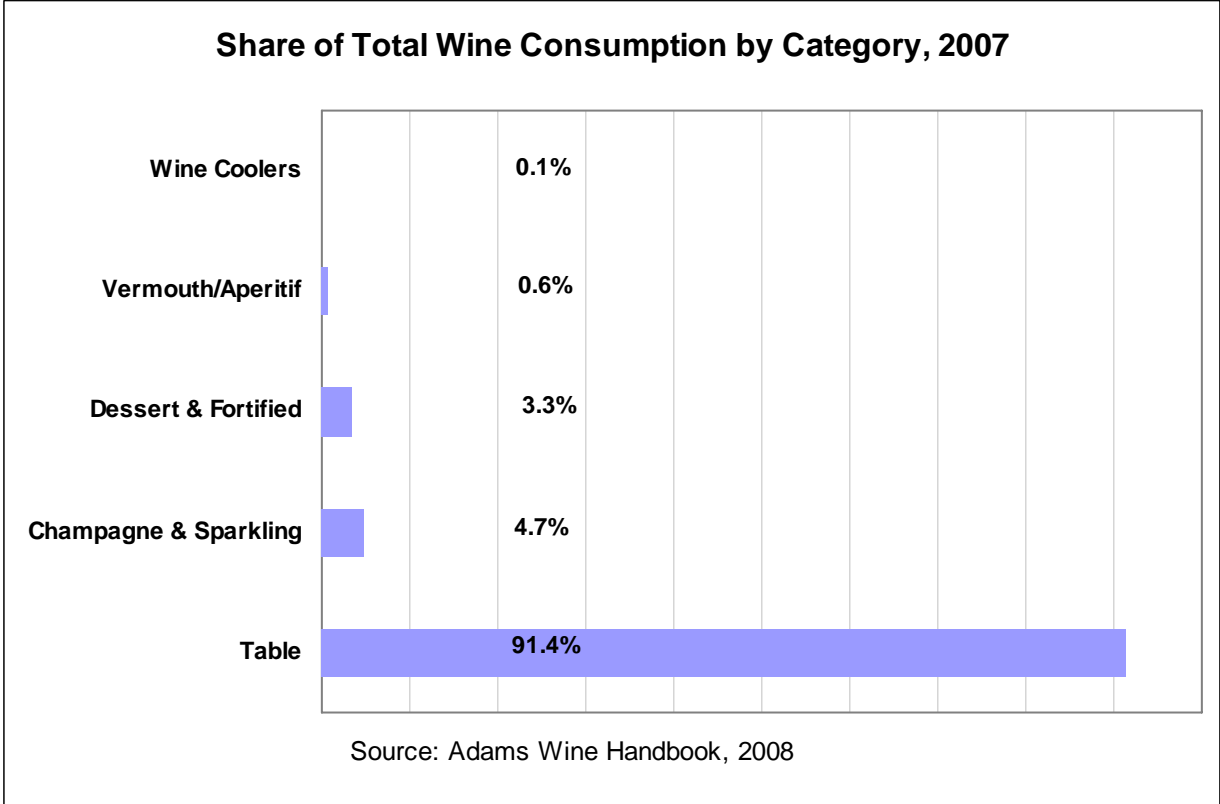 Share of Total Wine Consumption by Category, 2007
Wine Coolers 0.1%
Vermouth/Aperitif 0.6%
Dessert & Fortified 3.3%
Champagne & Sparkling 4.7%
Table 91.4%
Source: Adams Wine Handbook, 2008